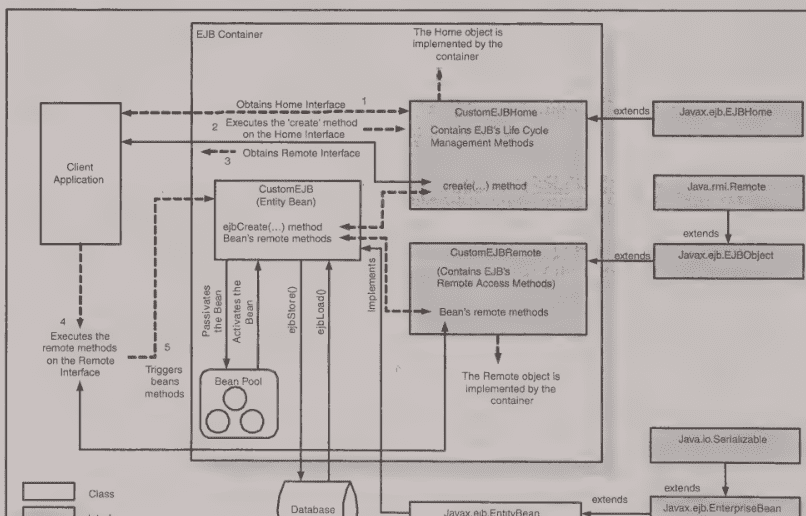 EJB Container
The Home object is
implemented by the
container
Obtains Home Interface
1
2
Executes the 'create' method
on the Home Interface
3
Obtains Remote Interface
Client
Application
CustomEJBHome
Contains EJB's Life Cycle
Management Methods
create(...) method
extends
Javax.ejb.EJBHome
Java.rmi.Remote
extends
CustomEJB
(Entity Bean)
ejbCreate(...) method
Bean's remote methods
CustomEJBRemote
(Contains EJB's
Remote Access Methods)
Bean's remote methods
extends
Javax.ejb.EJBObject
Passivates
the Bean
Activates the
Bean
ejbStore()
ejbLoad()
Implements
4
Executes the
remote methods
on the Remote
Interface
5
Triggers
beans
methods
Bean Pool
The Remote object is
implemented by the
container
Java.io.Serializable
extends
Class
Database
Javax.ejb.EntityBean
extends
Javax.ejb.EnterpriseBean